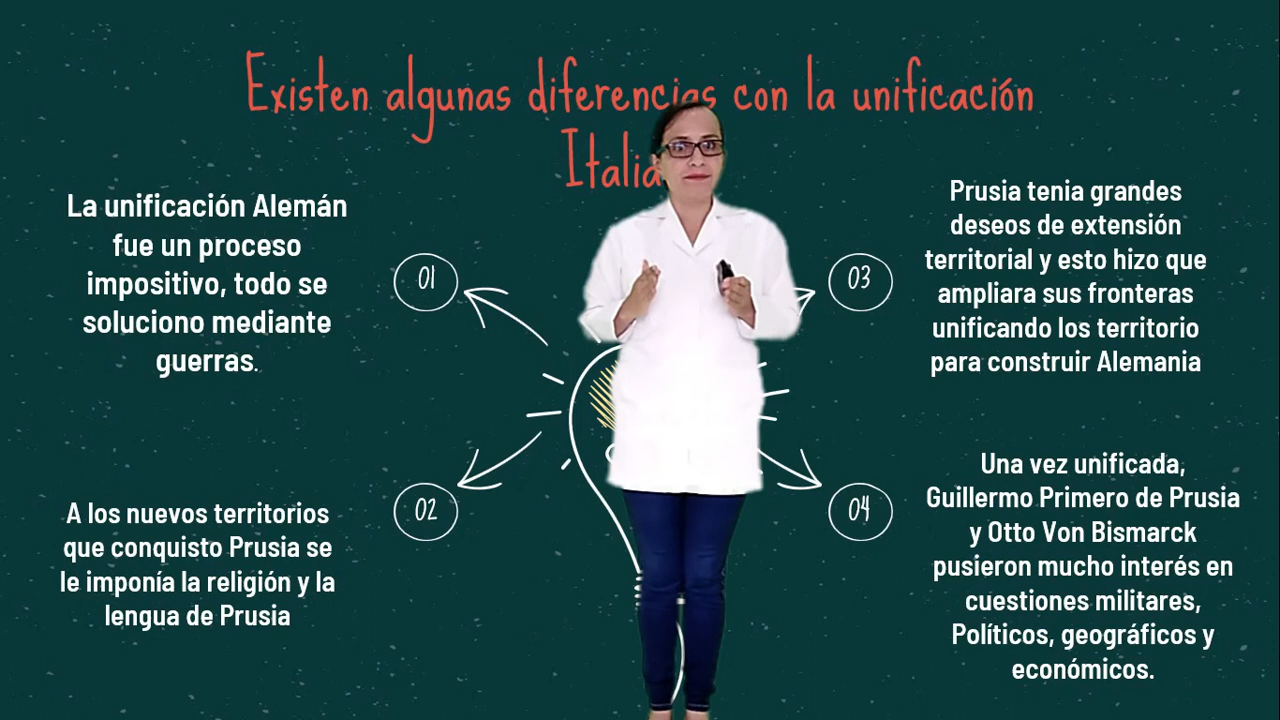 Existen algunas diferencias con la unificación
Italia
La unificación Alemán
fue un proceso
impositivo, todo se
soluciono mediante
guerras.
01
A los nuevos territorios
que conquisto Prusia se
le imponía la religión y la
lengua de Prusia
02
Prusia tenia grandes
deseos de extensión
territorial y esto hizo que
ampliara sus fronteras
unificando los territorio
para construir Alemania
03
Una vez unificada,
Guillermo Primero de Prusia
y Otto Von Bismarck
pusieron mucho interés en
cuestiones militares,
Políticos, geográficos y
económicos.
04